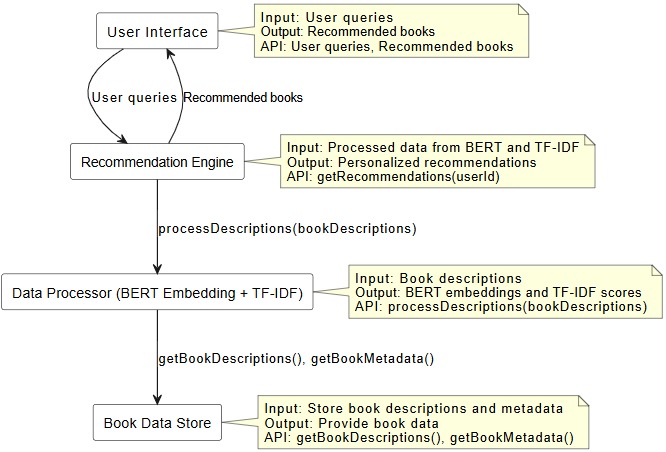 User Interface
Input: User queries
Output: Recommended books
API: User queries, Recommended books
User queries
Recommended books
Recommendation Engine
Input: Processed data from BERT and TF-IDF
Output: Personalized recommendations
API: getRecommendations(userId)
processDescriptions(bookDescriptions)
Data Processor (BERT Embedding + TF-IDF)
Input: Book descriptions
Output: BERT embeddings and TF-IDF scores
API: processDescriptions(bookDescriptions)
getBookDescriptions(), getBookMetadata()
Book Data Store
Input: Store book descriptions and metadata
Output: Provide book data
API: getBookDescriptions(), getBookMetadata()